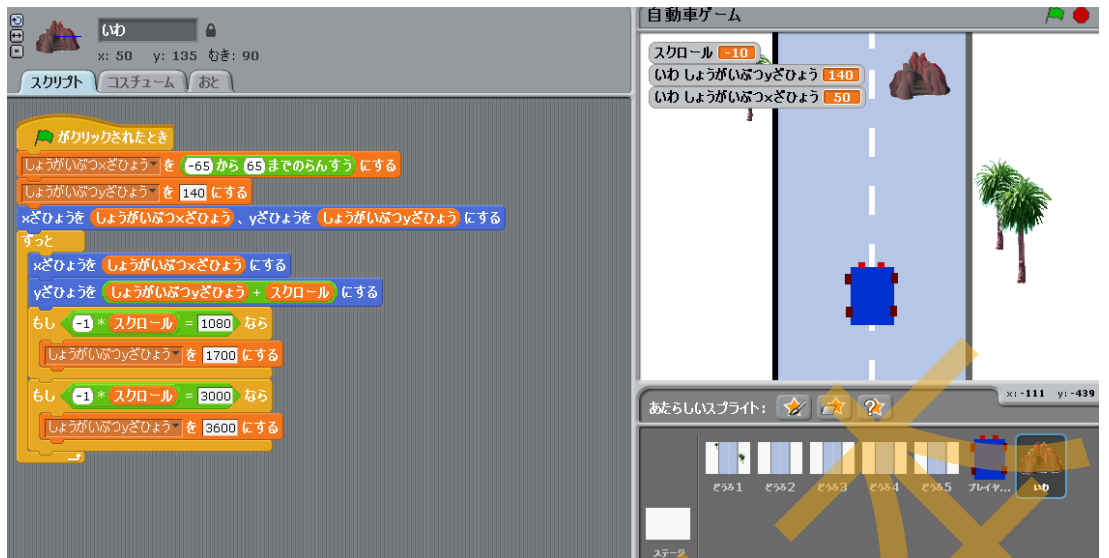 いわ
x: 50 y: 135 むき: 90
スクリプト コスチューム おと
がクリックされたとき
しょうがいぶつxざひょう を -65 から 65 までのらんすう にする
しょうがいぶつyざひょう を 140 にする
xざひょうを しょうがいぶつxざひょう 、yざひょうを しょうがいぶつyざひょう にする
ずっと
xざひょうを しょうがいぶつxざひょう にする
yざひょうを しょうがいぶつyざひょう + スクロール にする
もし -1 * スクロール = 1080 なら
しょうがいぶつyざひょう を 1700 にする
もし -1 * スクロール = 3000 なら
しょうがいぶつyざひょう を 3600 にする
自動車ゲーム
スクロール -10
いわ しょうがいぶつyざひょう 140
いわ しょうがいぶつxざひょう 50
x: -111 y: -439
あたらしいスプライト:
どうろ1 どうろ2 どうろ3 どうろ4 どうろ5 プレイヤ... いわ
ステージ